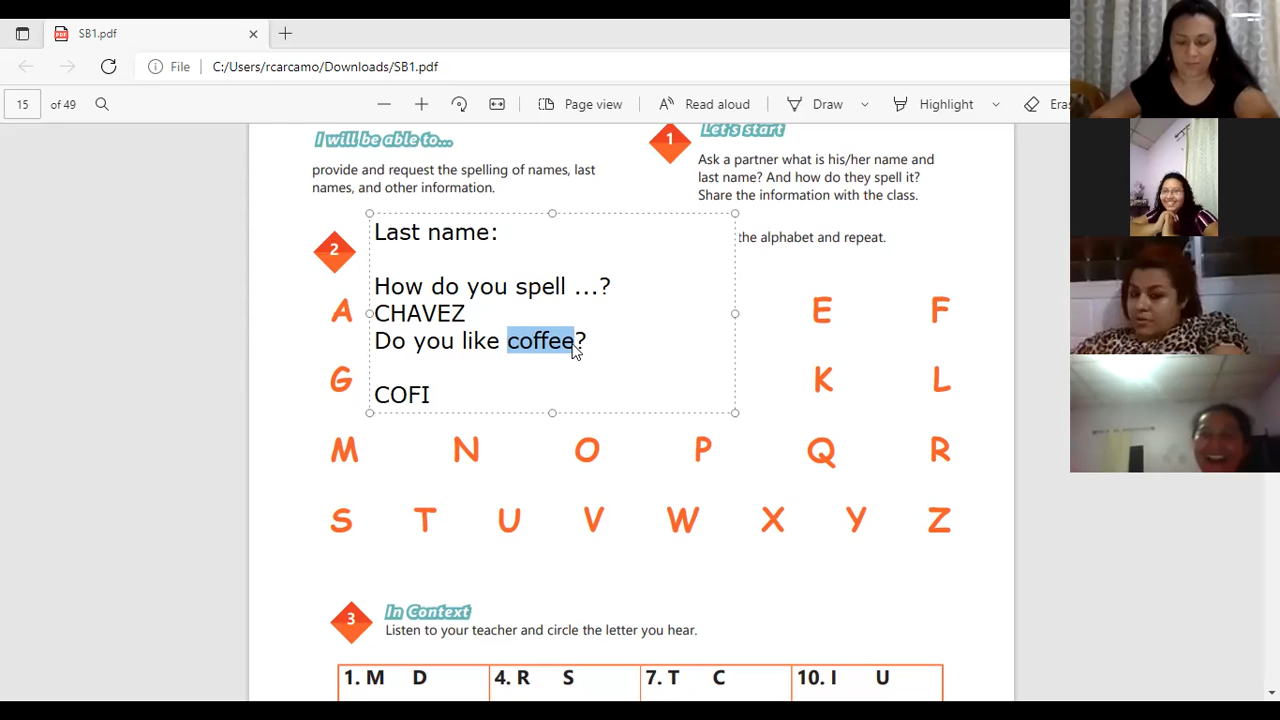 SB1.pdf
File C:/Users/rcarcamo/Downloads/SB1.pdf
15 of 49 Page view Read aloud Draw Highlight
I will be able to...
provide and request the spelling of names, last
names, and other information.
1 Let's start
Ask a partner what is his/her name and
last name? And how do they spell it?
Share the information with the class.
2
the alphabet and repeat.
Last name:
How do you spell ...?
CHAVEZ
Do you like coffee?
COFI
A E F
G K L
M N O P Q R
S T U V W X Y Z
3 In Context
Listen to your teacher and circle the letter you hear.
1. M D 4. R S 7. T C 10. I U